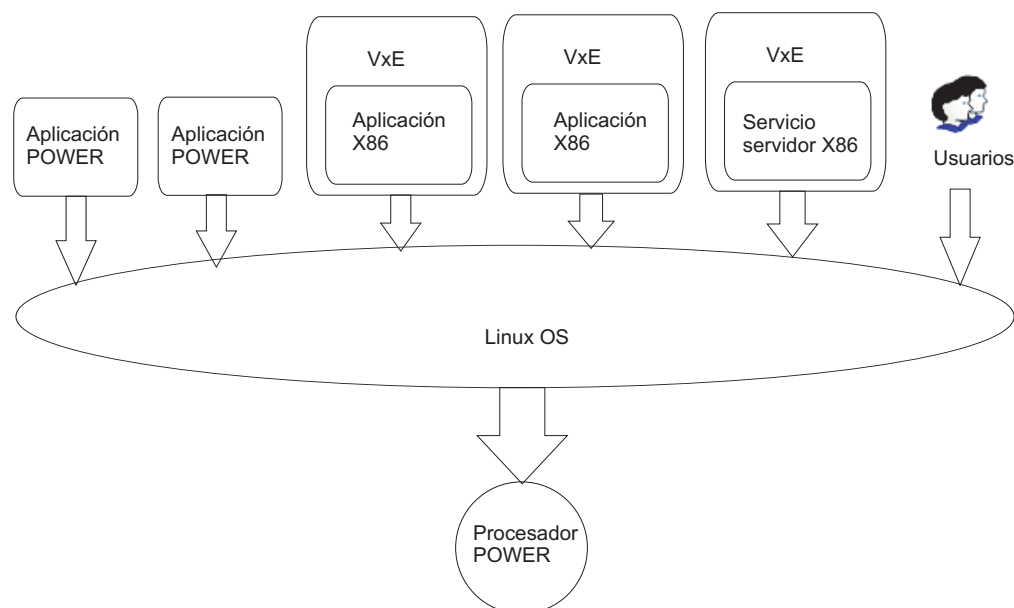 VxE
VxE
VxE
Aplicación
POWER
Aplicación
POWER
Aplicación
X86
Aplicación
X86
Servicio
servidor X86
Usuarios
Linux OS
Procesador
POWER